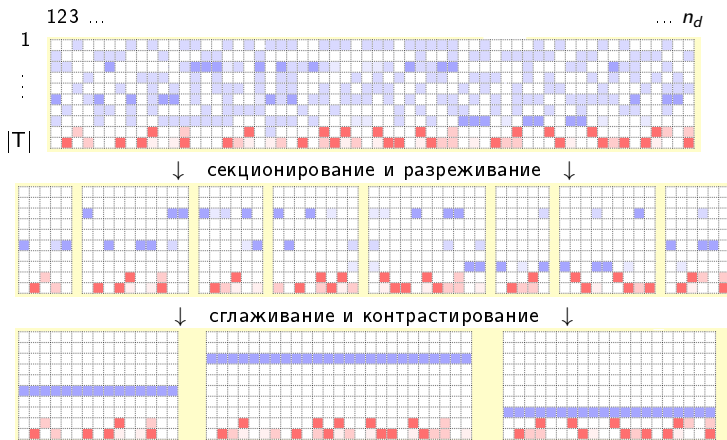 123 ... ... n_d
1
⋮
|T|
↓ секционирование и разреживание ↓
↓ сглаживание и контрастирование ↓